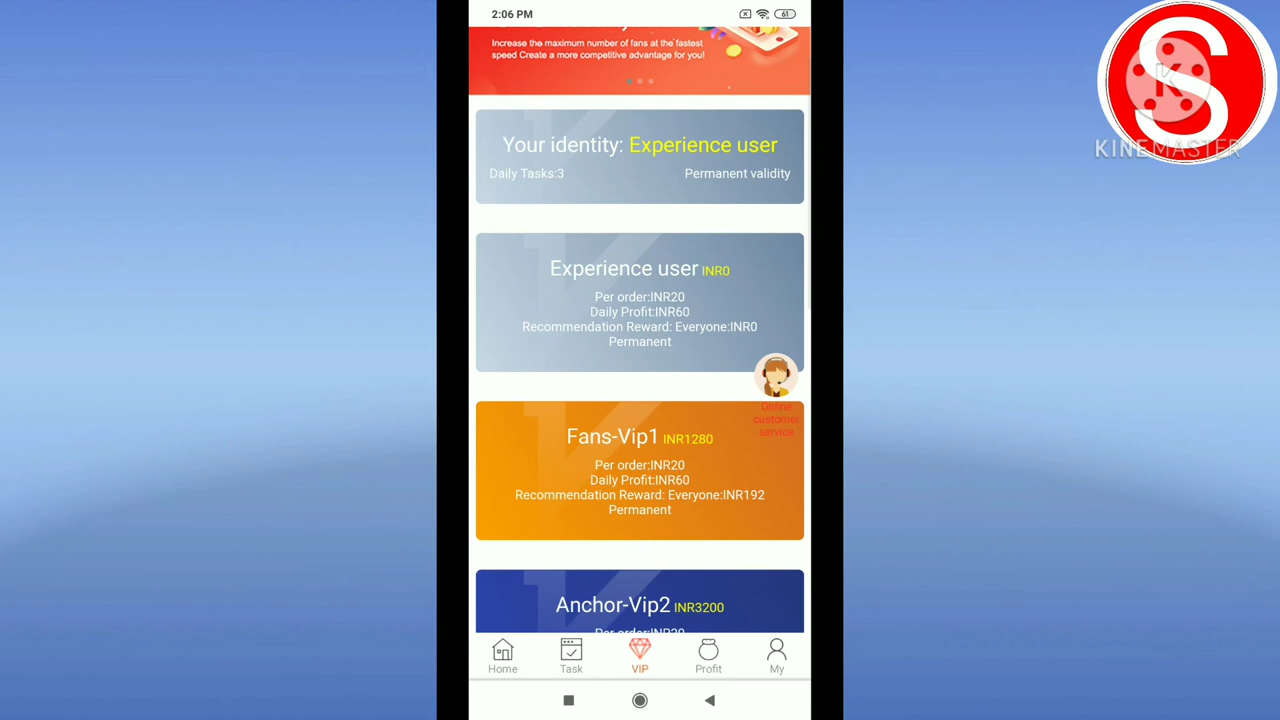 2:06 PM
61
Increase the maximum number of fans at the fastest
speed Create a more competitive advantage for you!
Your identity: Experience user
Daily Tasks:3
Permanent validity
Experience user INR0
Per order:INR20
Daily Profit:INR60
Recommendation Reward: Everyone:INR0
Permanent
Online
customer
service
Fans-Vip1 INR1280
Per order:INR20
Daily Profit:INR60
Recommendation Reward: Everyone:INR192
Permanent
Anchor-Vip2 INR3200
Home
Task
VIP
Profit
My
S
K
KINEMASTER